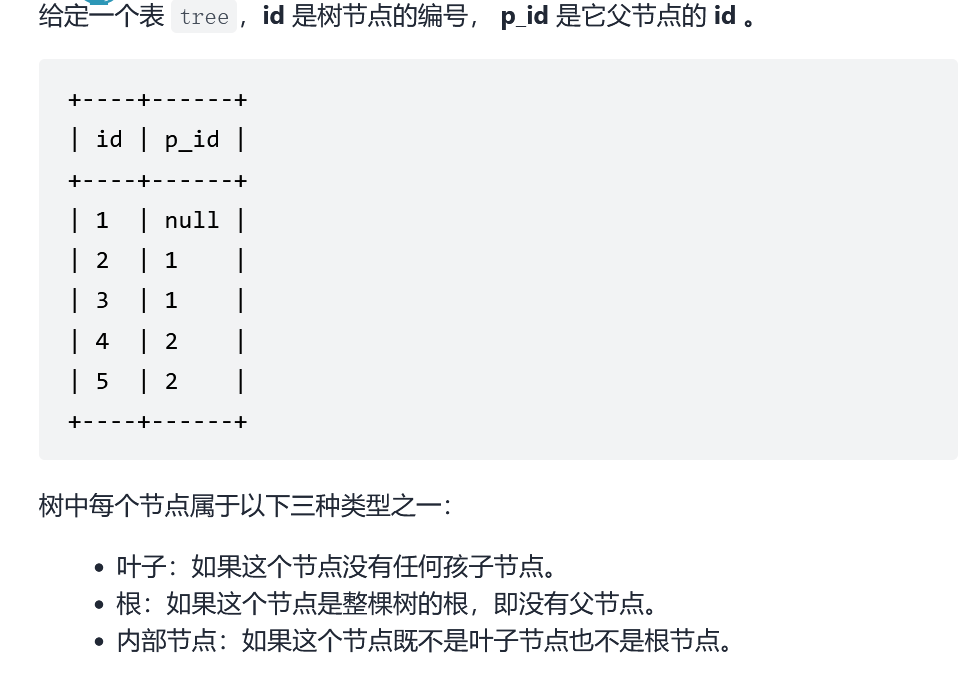 给定一个表 tree，id 是树节点的编号， p_id 是它父节点的 id 。
+----+------+
| id | p_id |
+----+------+
| 1  | null |
| 2  | 1    |
| 3  | 1    |
| 4  | 2    |
| 5  | 2    |
+----+------+
树中每个节点属于以下三种类型之一：
• 叶子：如果这个节点没有任何孩子节点。
• 根：如果这个节点是整棵树的根，即没有父节点。
• 内部节点：如果这个节点既不是叶子节点也不是根节点。